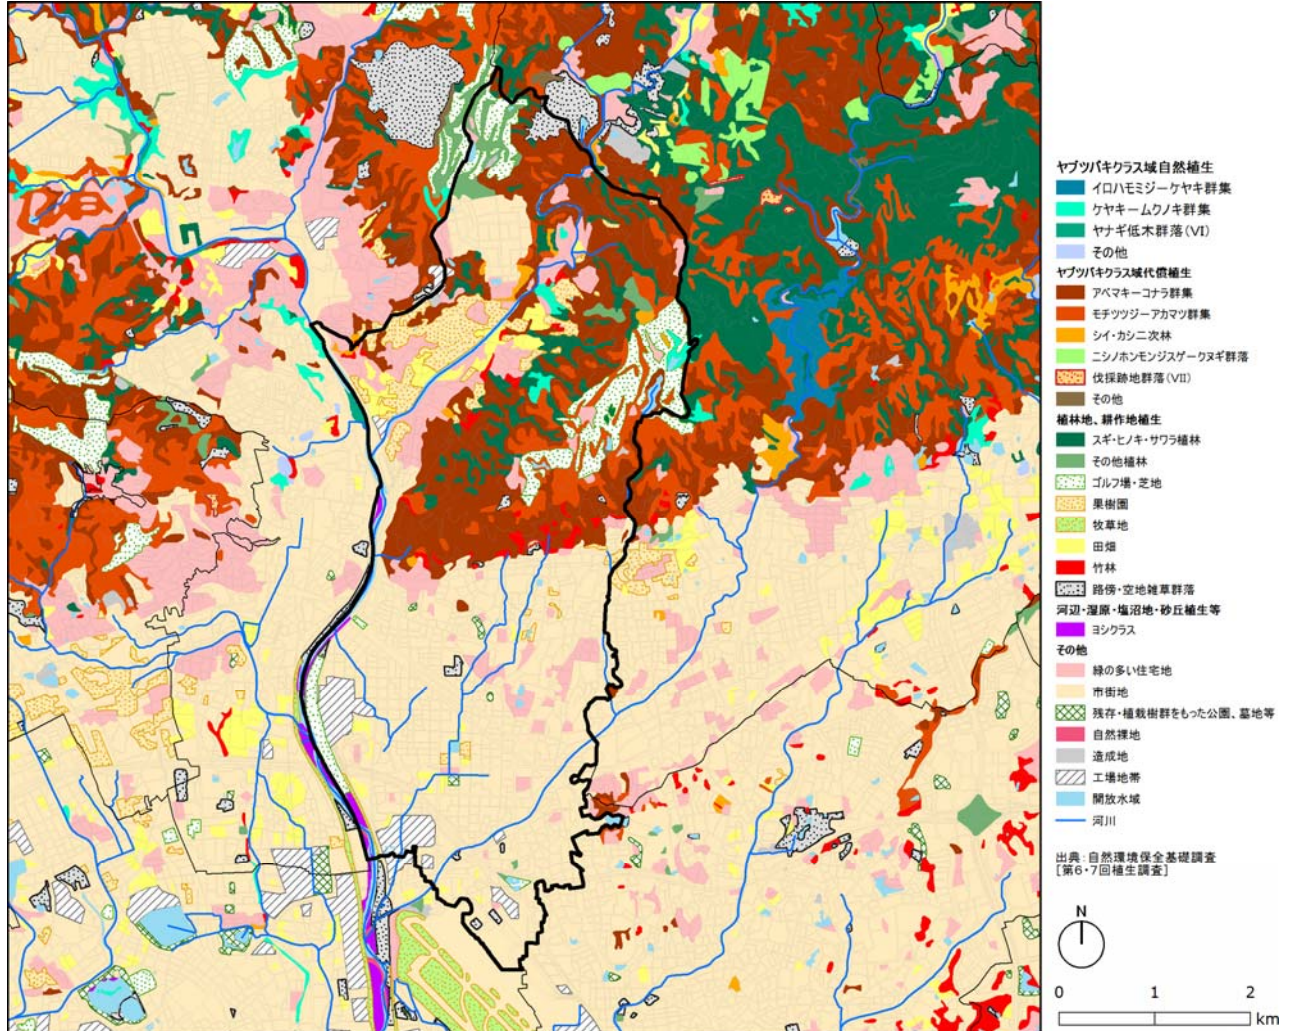 ヤブツバキクラス域自然植生
イロハモミジーケヤキ群集
ケヤキームクノキ群集
ヤナギ低木群落(VI)
その他
ヤブツバキクラス域代償植生
アベマキーコナラ群集
モチツツジーアカマツ群集
シイ・カシ二次林
ニシノホンモンジスゲークヌギ群落
伐採跡地群落(VII)
その他
植林地、耕作地植生
スギ・ヒノキ・サワラ植林
その他植林
ゴルフ場・芝地
果樹園
牧草地
田畑
竹林
路傍・空地雑草群落
河辺・湿原・塩沼地・砂丘植生等
ヨシクラス
その他
緑の多い住宅地
市街地
残存・植栽樹群をもった公園、墓地等
自然裸地
造成地
工場地帯
開放水域
河川
出典:自然環境保全基礎調査
[第6・7回植生調査]
N
0 1 2
km